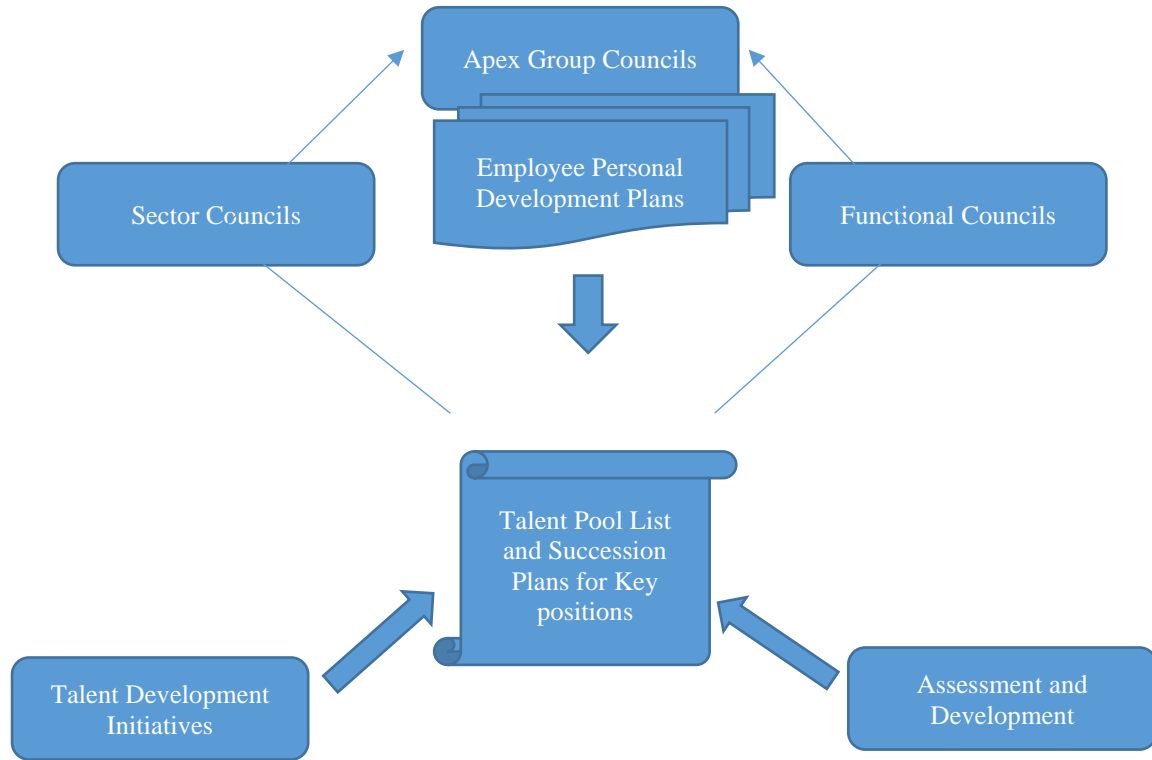 Apex Group Councils
Employee Personal
Development Plans
Sector Councils
Functional Councils
Talent Pool List
and Succession
Plans for Key
positions
Talent Development
Initiatives
Assessment and
Development